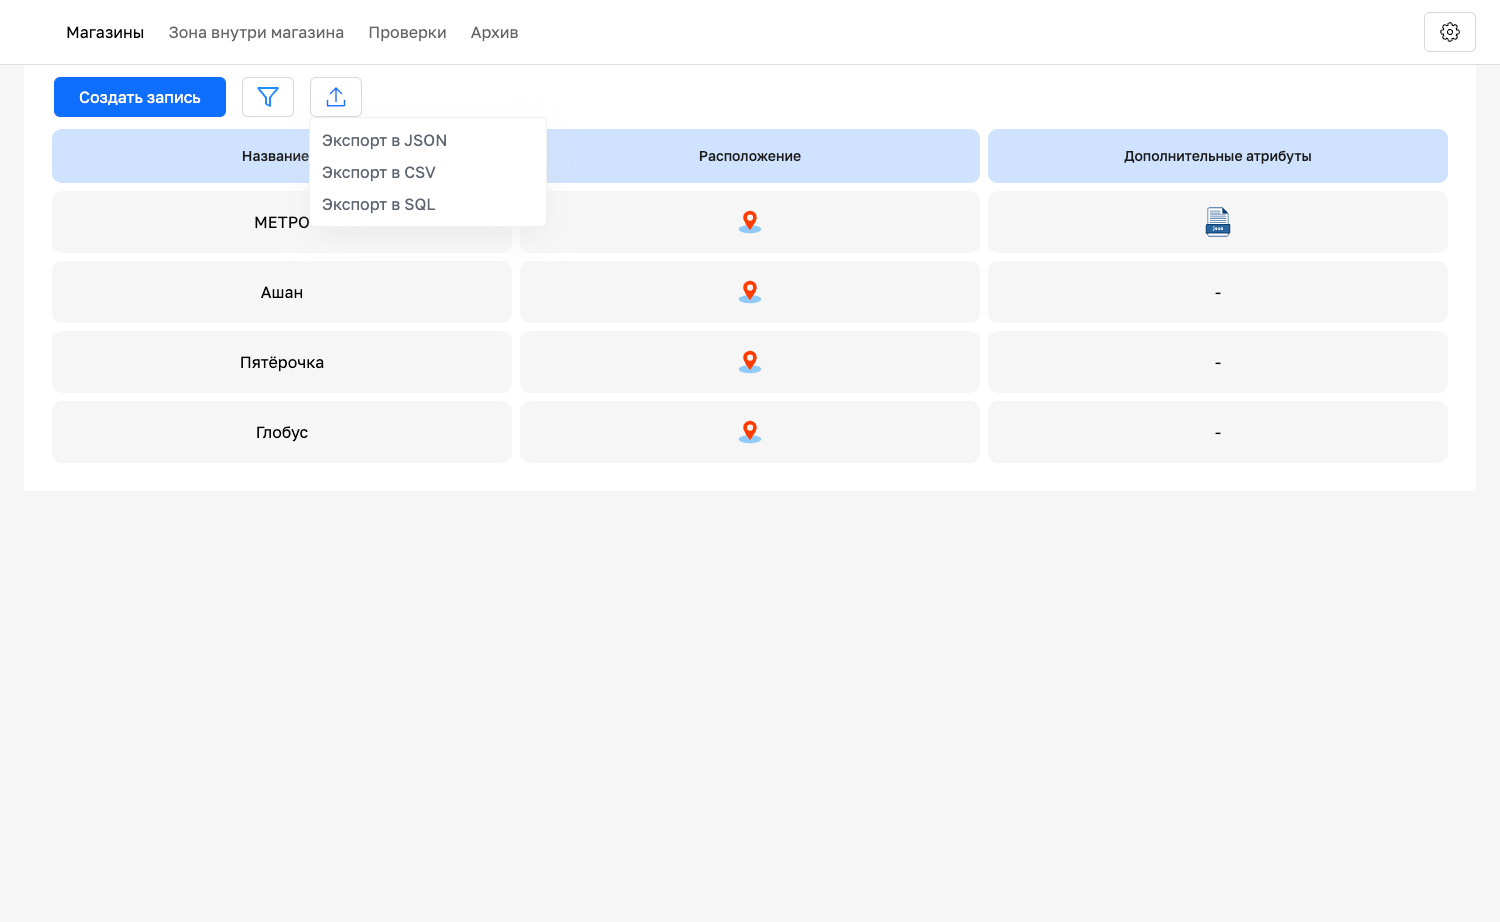 Магазины Зона внутри магазина Проверки Архив
Создать запись
Экспорт в JSON
Экспорт в CSV
Экспорт в SQL
Название Расположение Дополнительные атрибуты
МЕТРО
json
Ашан -
Пятёрочка -
Глобус -